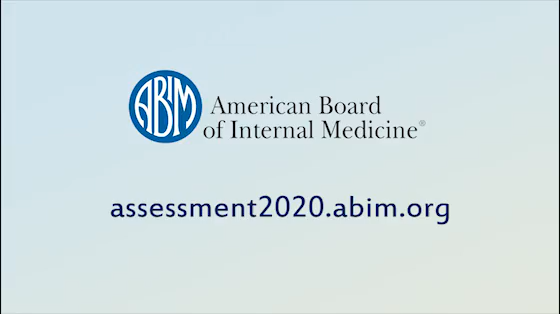 ABIM
American Board
of Internal Medicine®
assessment2020.abim.org